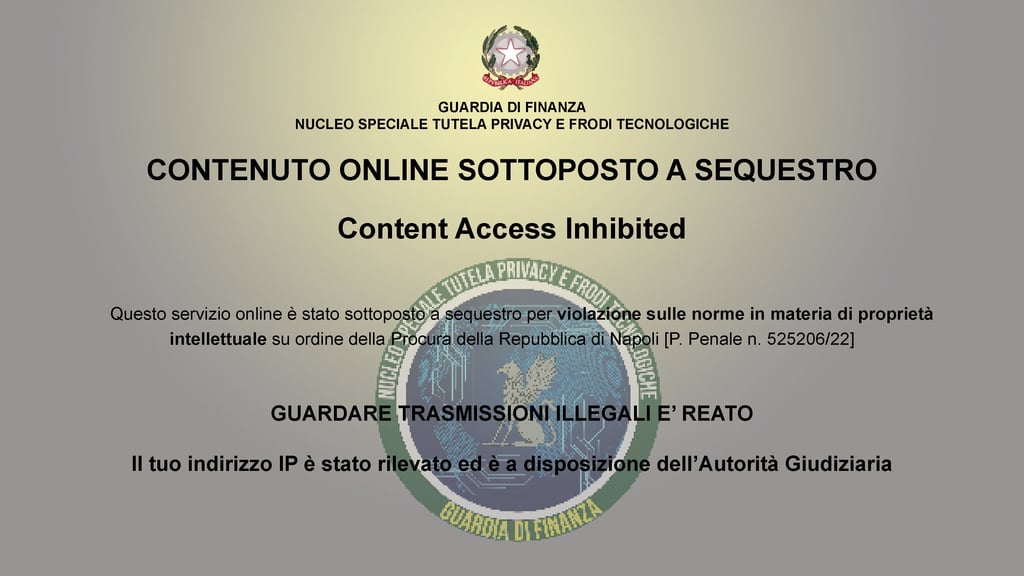 REPVBBLICA ITALIANA
GUARDIA DI FINANZA
NUCLEO SPECIALE TUTELA PRIVACY E FRODI TECNOLOGICHE
CONTENUTO ONLINE SOTTOPOSTO A SEQUESTRO
Content Access Inhibited
NUCLEO SPECIALE TUTELA PRIVACY E FRODI TECNOLOGICHE
Questo servizio online è stato sottoposto a sequestro per violazione sulle norme in materia di proprietà
intellettuale su ordine della Procura della Repubblica di Napoli [P. Penale n. 525206/22]
GUARDARE TRASMISSIONI ILLEGALI E’ REATO
Il tuo indirizzo IP è stato rilevato ed è a disposizione dell’Autorità Giudiziaria
GUARDIA DI FINANZA